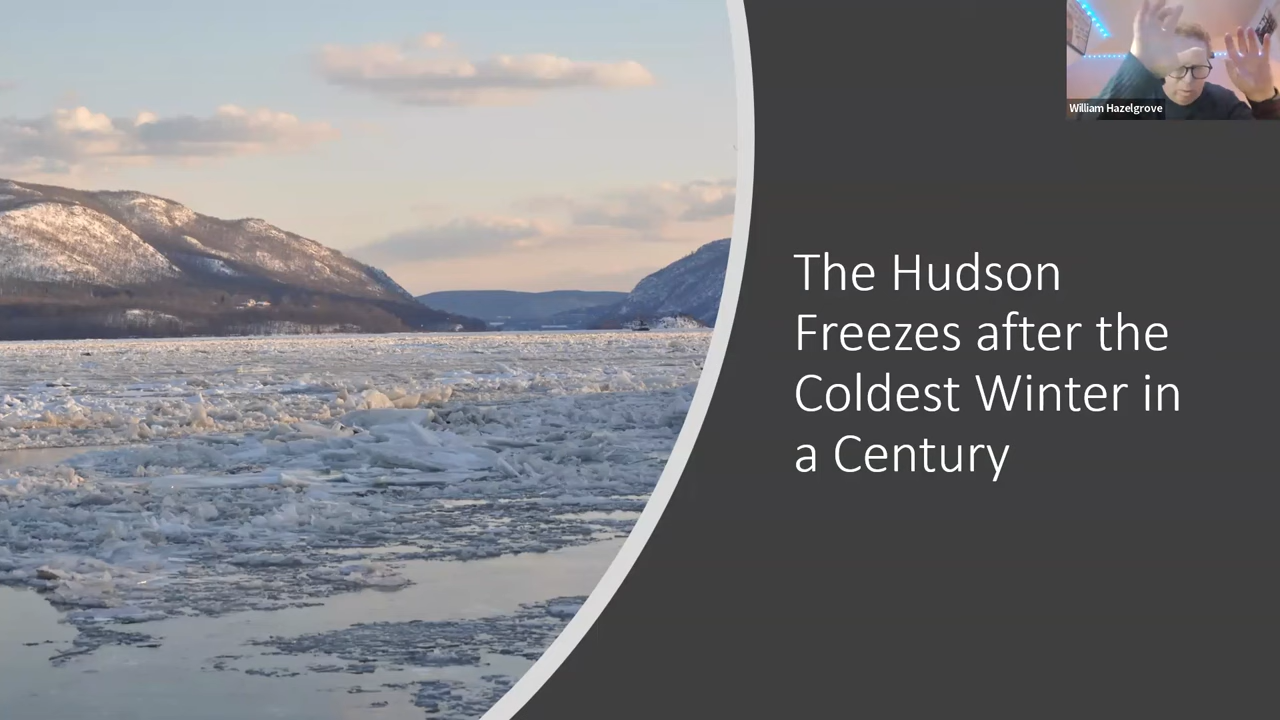 William Hazelgrove
The Hudson
Freezes after the
Coldest Winter in
a Century